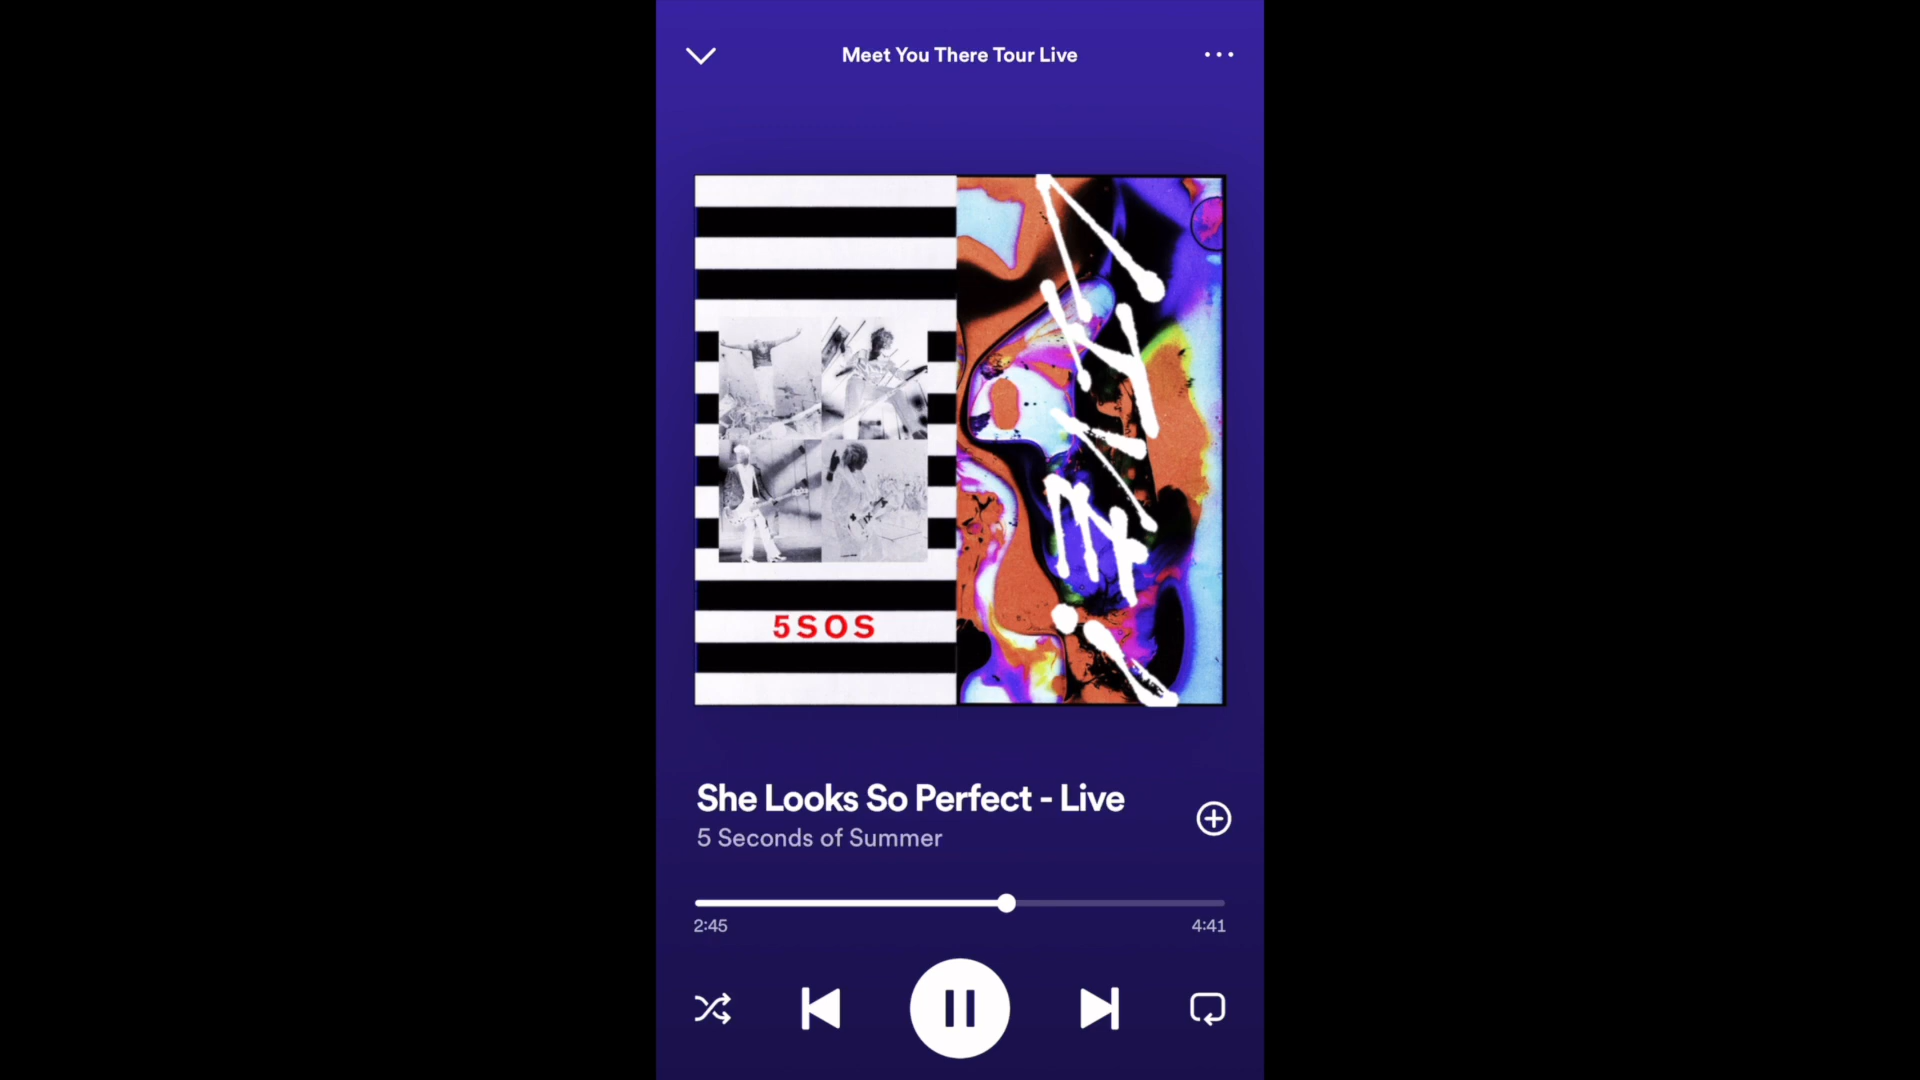 Meet You There Tour Live
5SOS
She Looks So Perfect - Live
5 Seconds of Summer
2:45
4:41